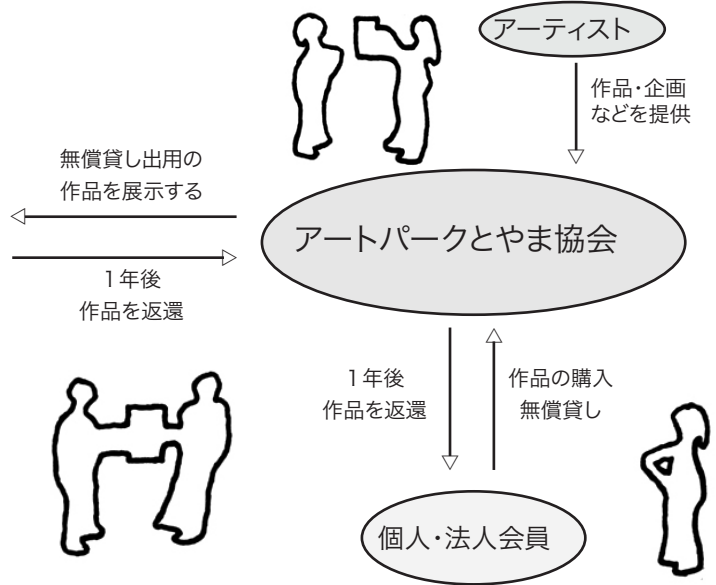 アーティスト
作品・企画
などを提供
無償貸し出用の
作品を展示する
アートパークとやま協会
1年後
作品を返還
1年後
作品を返還
作品の購入
無償貸し
個人・法人会員